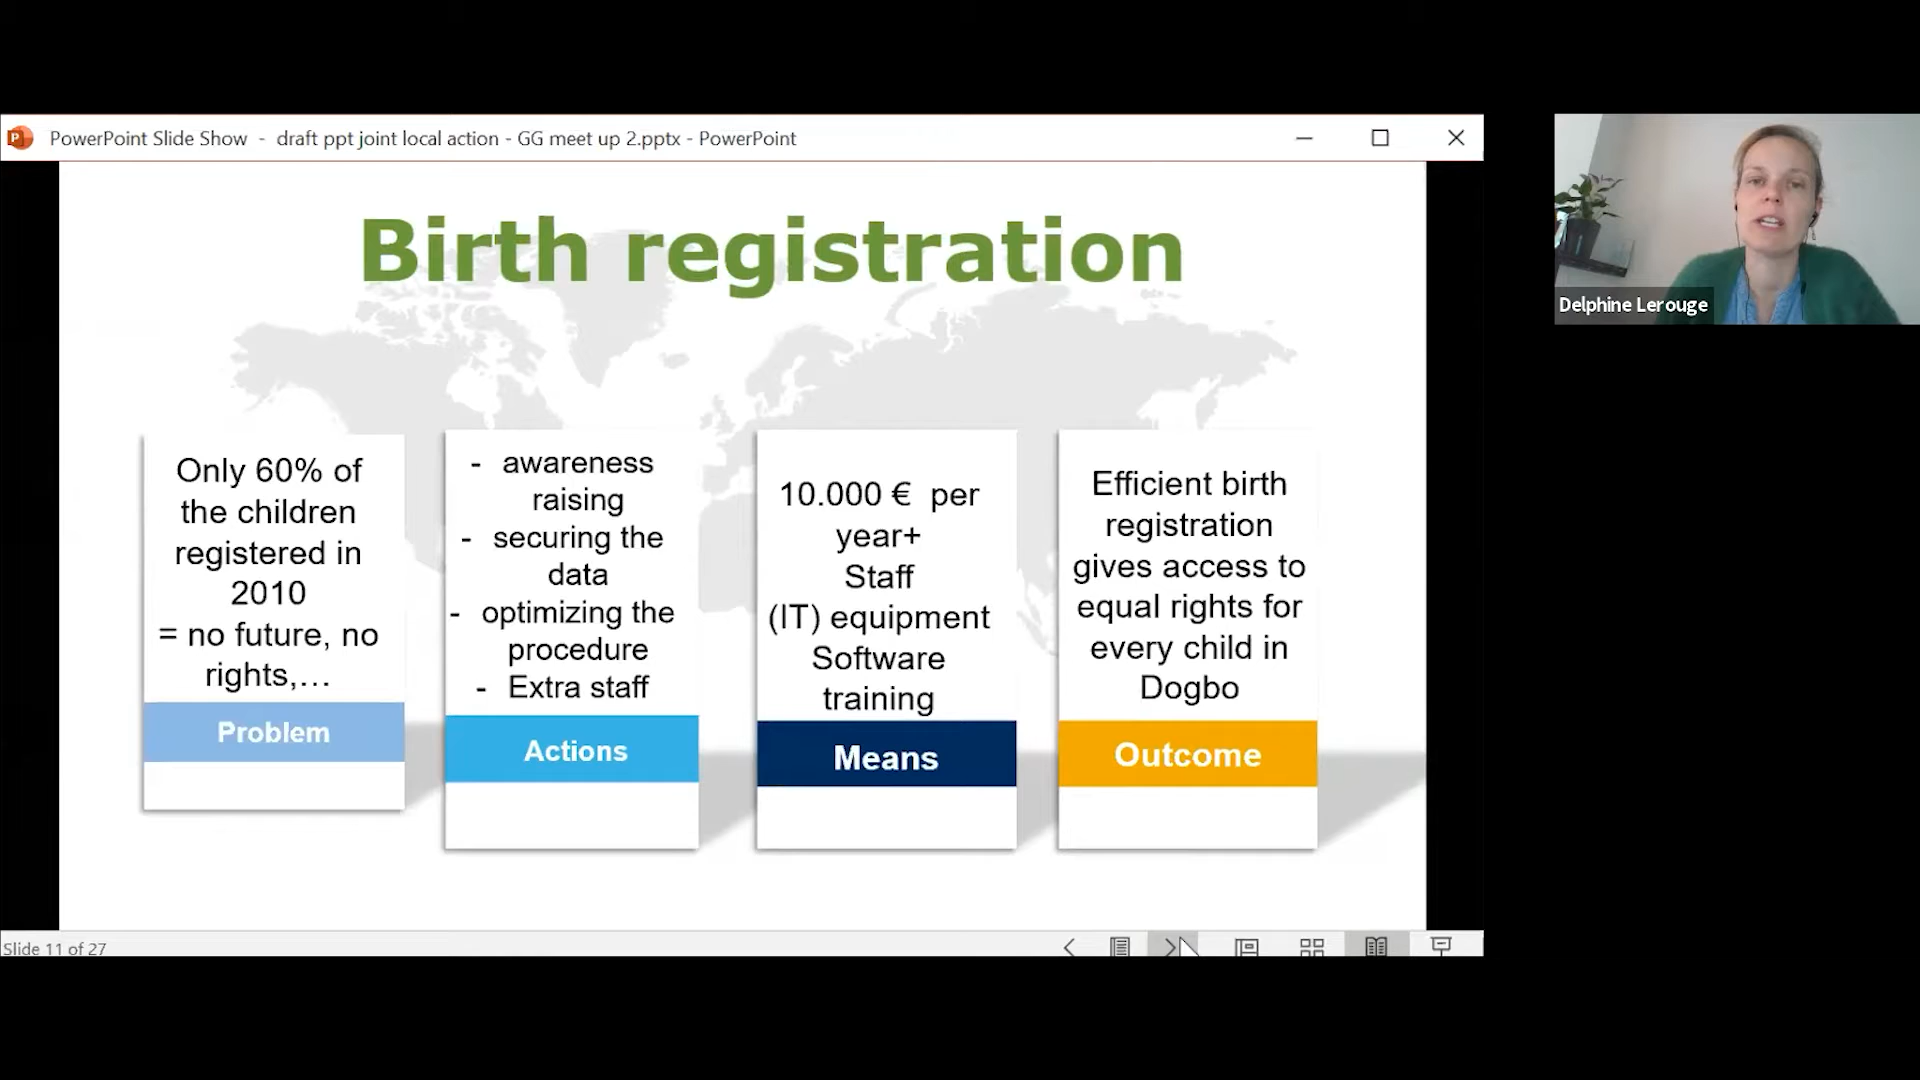 PowerPoint Slide Show - draft ppt joint local action - GG meet up 2.pptx - PowerPoint
Birth registration
Only 60% of
the children
registered in
2010
= no future, no
rights,...
Problem
- awareness
raising
- securing the
data
- optimizing the
procedure
- Extra staff
Actions
10.000 € per
year+
Staff
(IT) equipment
Software
training
Means
Efficient birth
registration
gives access to
equal rights for
every child in
Dogbo
Outcome
Delphine Lerouge
Slide 11 of 27